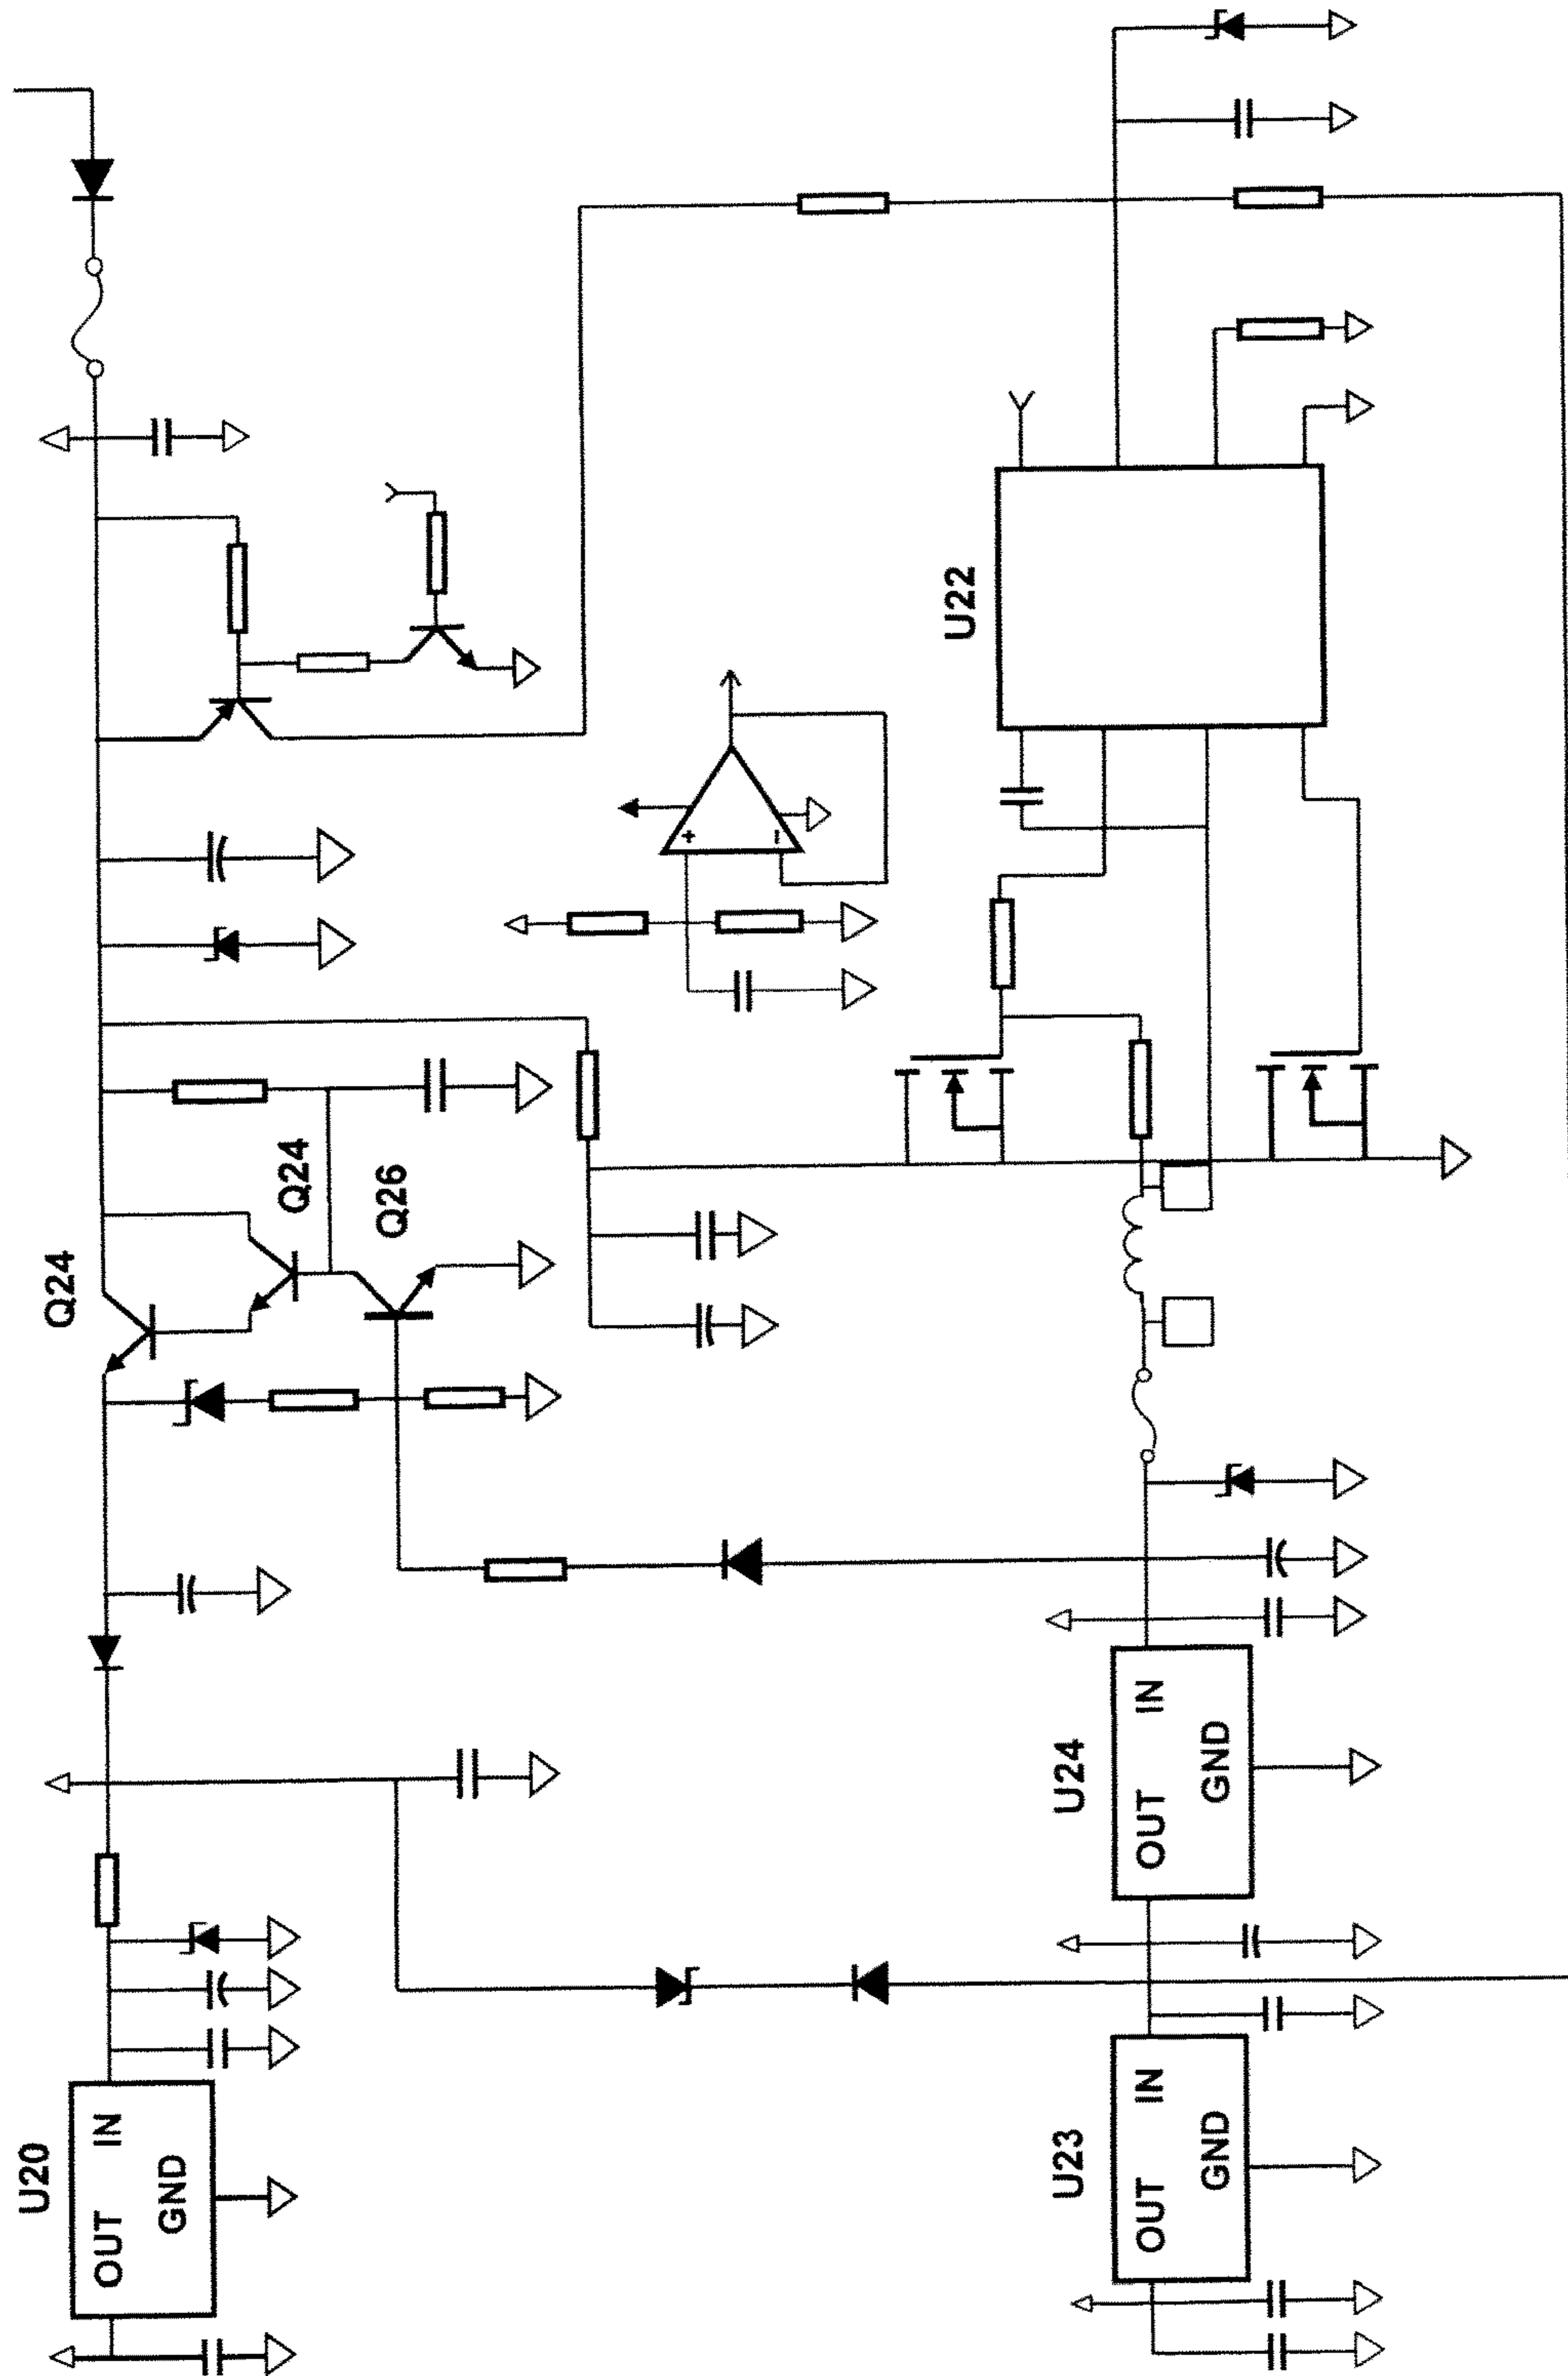 +
−
U22
Q24
Q24
Q26
U20
OUT IN
GND
U24
OUT IN
GND
U23
OUT IN
GND